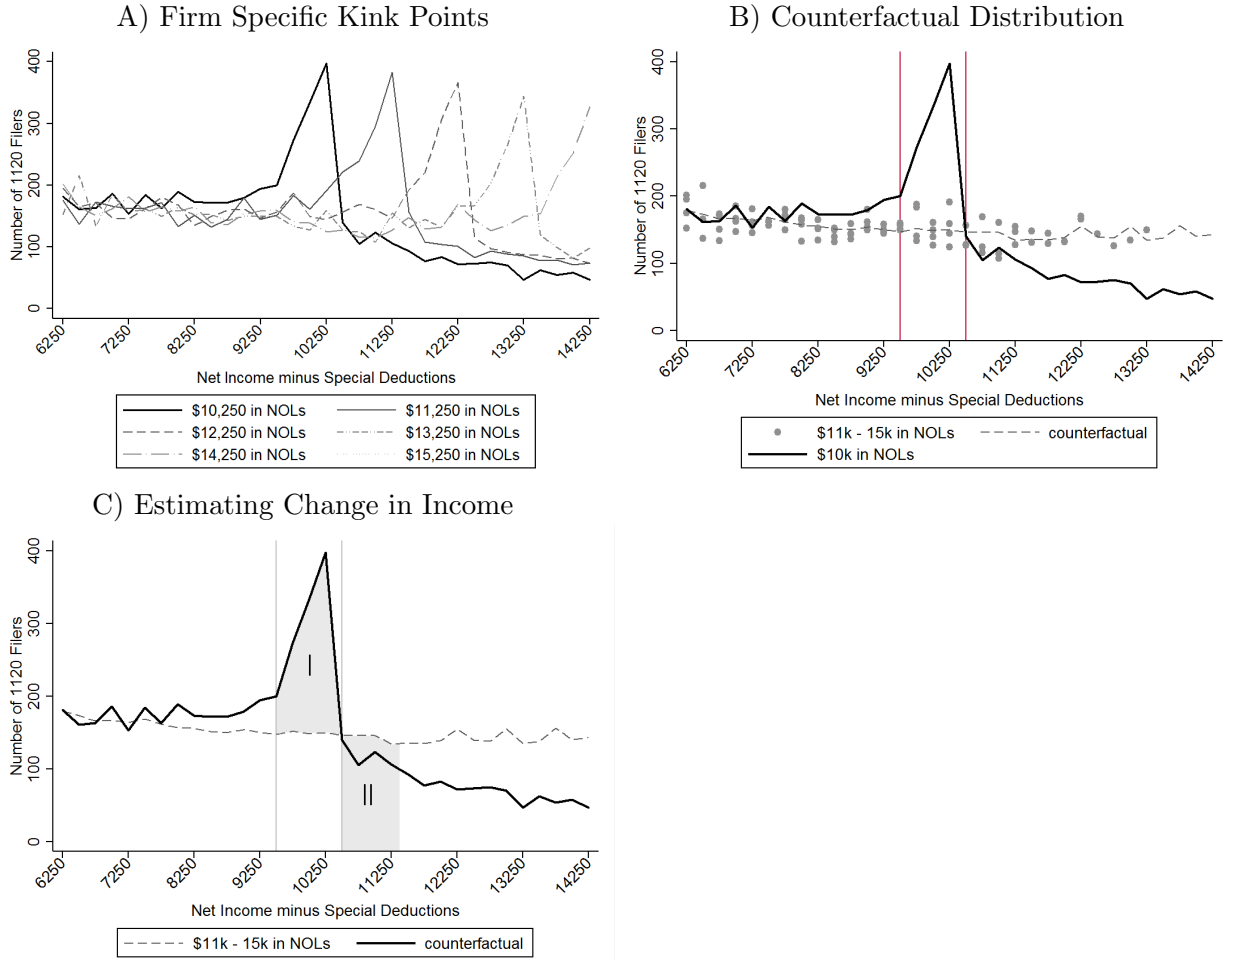 A) Firm Specific Kink Points
Number of 1120 Filers
400
300
200
100
0
6250 7250 8250 9250 10250 11250 12250 13250 14250
Net Income minus Special Deductions
$10,250 in NOLs $11,250 in NOLs
$12,250 in NOLs $13,250 in NOLs
$14,250 in NOLs $15,250 in NOLs
B) Counterfactual Distribution
Number of 1120 Filers
400
300
200
100
0
6250 7250 8250 9250 10250 11250 12250 13250 14250
Net Income minus Special Deductions
$11k - 15k in NOLs counterfactual
$10k in NOLs
C) Estimating Change in Income
Number of 1120 Filers
400
300
200
100
0
I
II
6250 7250 8250 9250 10250 11250 12250 13250 14250
Net Income minus Special Deductions
$11k - 15k in NOLs counterfactual